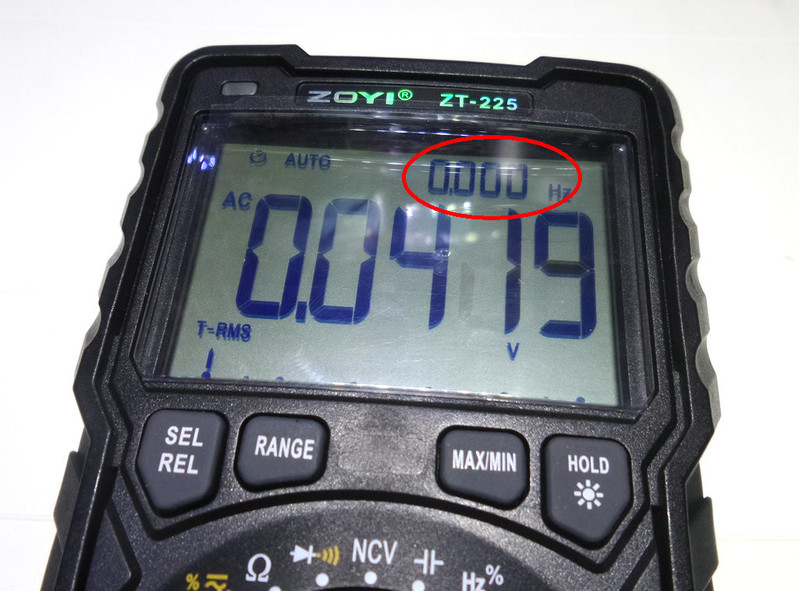 ZOYI® ZT-225
AUTO 0.000 Hz
AC 0.0419
T-RMS
V
SEL REL
RANGE
MAX/MIN
HOLD
% Ω NCV Hz%